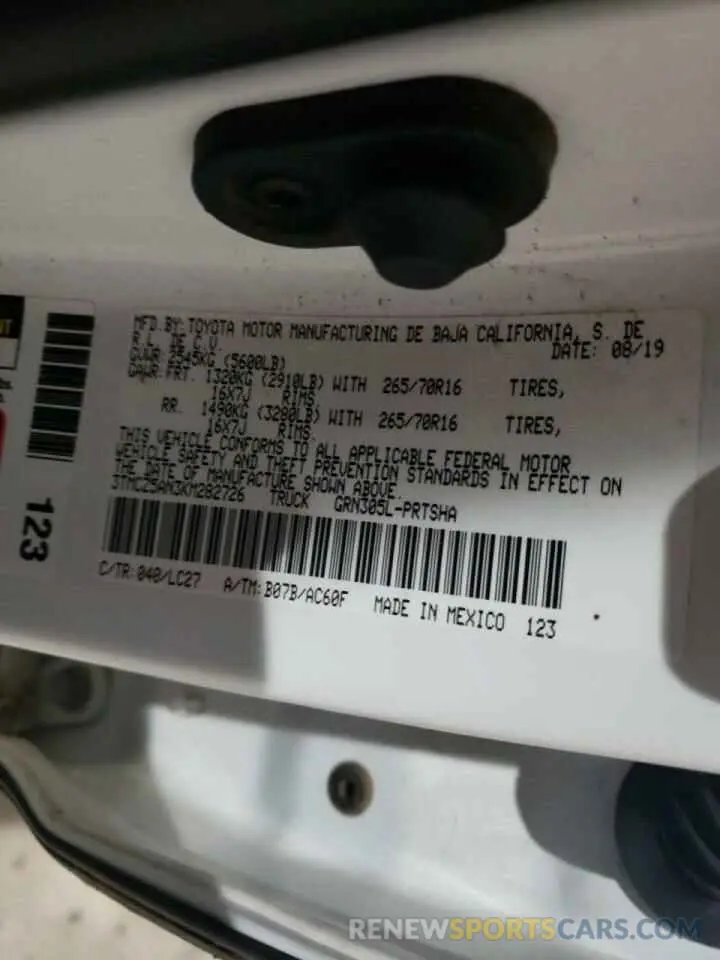 MFD.BY:TOYOTA MOTOR MANUFACTURING DE BAJA CALIFORNIA, S. DE
R.L. DE C.V. DATE: 08/19
GVWR: 2545KG (5600LB)
GAWR:FRT. 1320KG (2910LB) WITH 265/70R16 TIRES,
16X7J RIMS,
RR. 1490KG (3280LB) WITH 265/70R16 TIRES,
16X7J RIMS.
THIS VEHICLE CONFORMS TO ALL APPLICABLE FEDERAL MOTOR
VEHICLE SAFETY AND THEFT PREVENTION STANDARDS IN EFFECT ON
THE DATE OF MANUFACTURE SHOWN ABOVE.
3TMCZ5AN3KM282726 TRUCK GRN305L-PRTSHA
C/TR:040/LC27 A/TM:B07B/AC60F MADE IN MEXICO 123
123
RENEWSPORTSCARS.COM